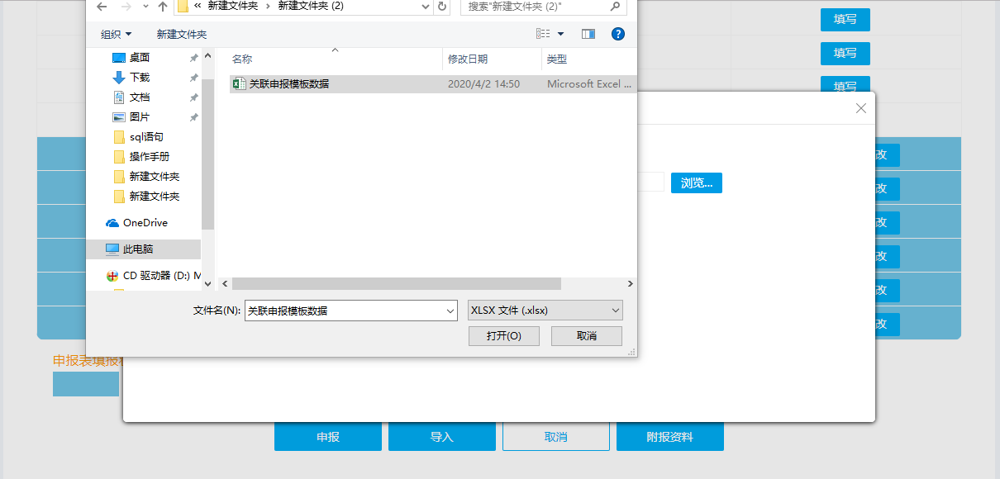 « 新建文件夹 › 新建文件夹 (2)
搜索"新建文件夹 (2)"
组织
新建文件夹
名称
修改日期
类型
关联申报模板数据
2020/4/2 14:50
Microsoft Excel ...
桌面
下载
文档
图片
sql语句
操作手册
新建文件夹
新建文件夹
OneDrive
此电脑
CD 驱动器 (D:) M
文件名(N):
关联申报模板数据
XLSX 文件 (.xlsx)
打开(O)
取消
填写
填写
填写
浏览...
改
改
改
改
改
改
申报表填报
申报
导入
取消
附报资料